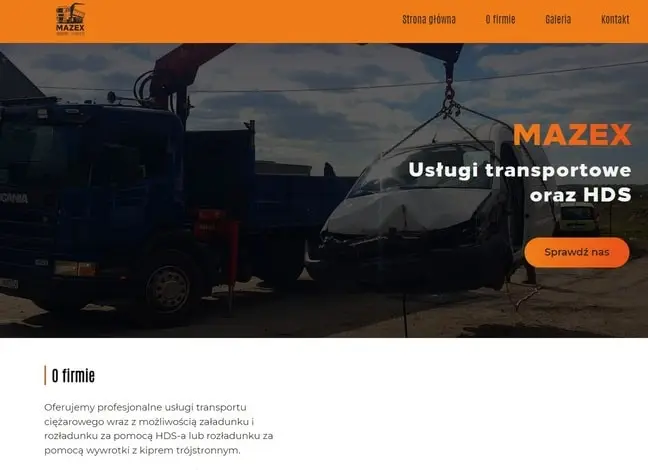 MAZEX
Strona główna
O firmie
Galeria
Kontakt
SCANIA
MAZEX
Usługi transportowe
oraz HDS
Sprawdź nas
O firmie
Oferujemy profesjonalne usługi transportu
ciężarowego wraz z możliwością załadunku i
rozładunku za pomocą HDS-a lub rozładunku za
pomocą wywrotki z kiprem trójstronnym.